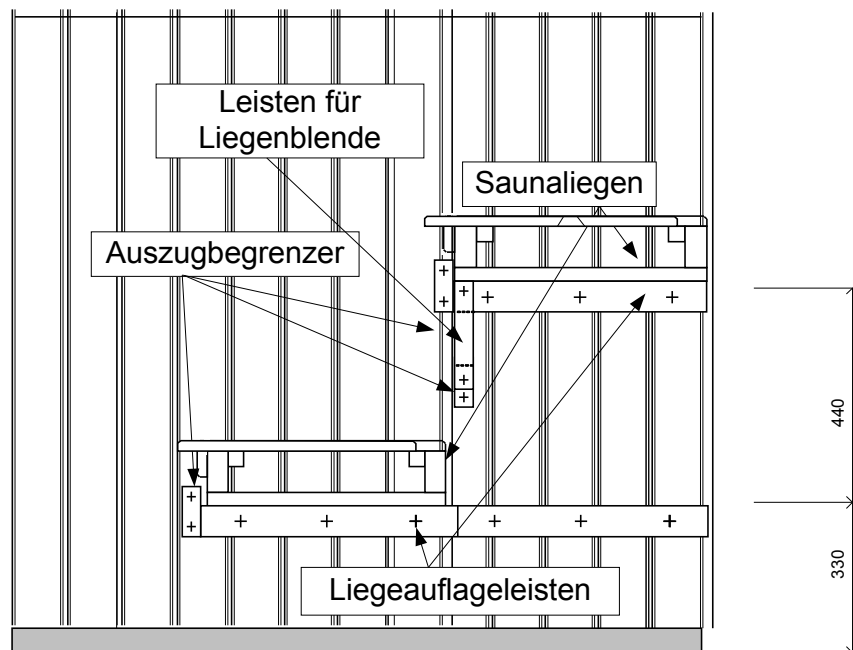 Leisten für
Liegenblende
Saunaliegen
Auszugbegrenzer
440
330
Liegeauflageleisten